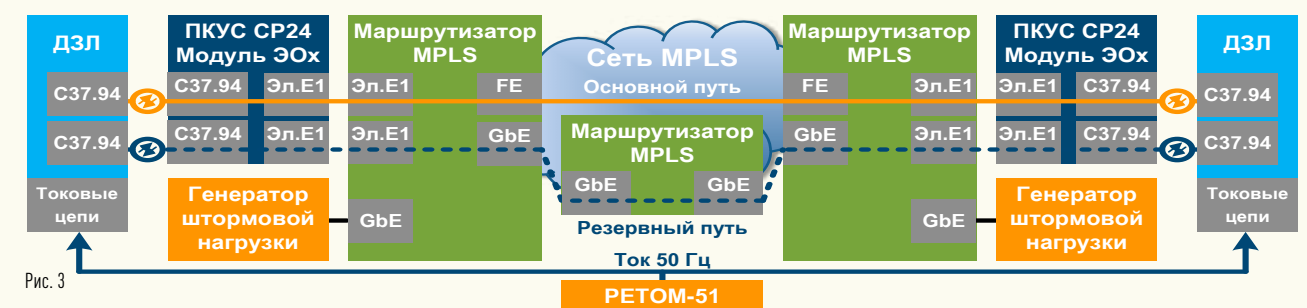 ДЗЛ
С37.94
С37.94
Токовые
цепи
ПКУС СР24
Модуль ЭОх
С37.94
Эл.Е1
С37.94
Эл.Е1
Генератор
штормовой
нагрузки
Маршрутизатор
MPLS
Эл.Е1
FE
Эл.Е1
GbE
GbE
Сеть MPLS
Основной путь
Маршрутизатор
MPLS
GbE
GbE
Резервный путь
Маршрутизатор
MPLS
FE
Эл.Е1
GbE
Эл.Е1
GbE
ПКУС СР24
Модуль ЭОх
Эл.Е1
С37.94
Эл.Е1
С37.94
Генератор
штормовой
нагрузки
ДЗЛ
С37.94
С37.94
Токовые
цепи
Ток 50 Гц
РЕТОМ-51
Рис. 3